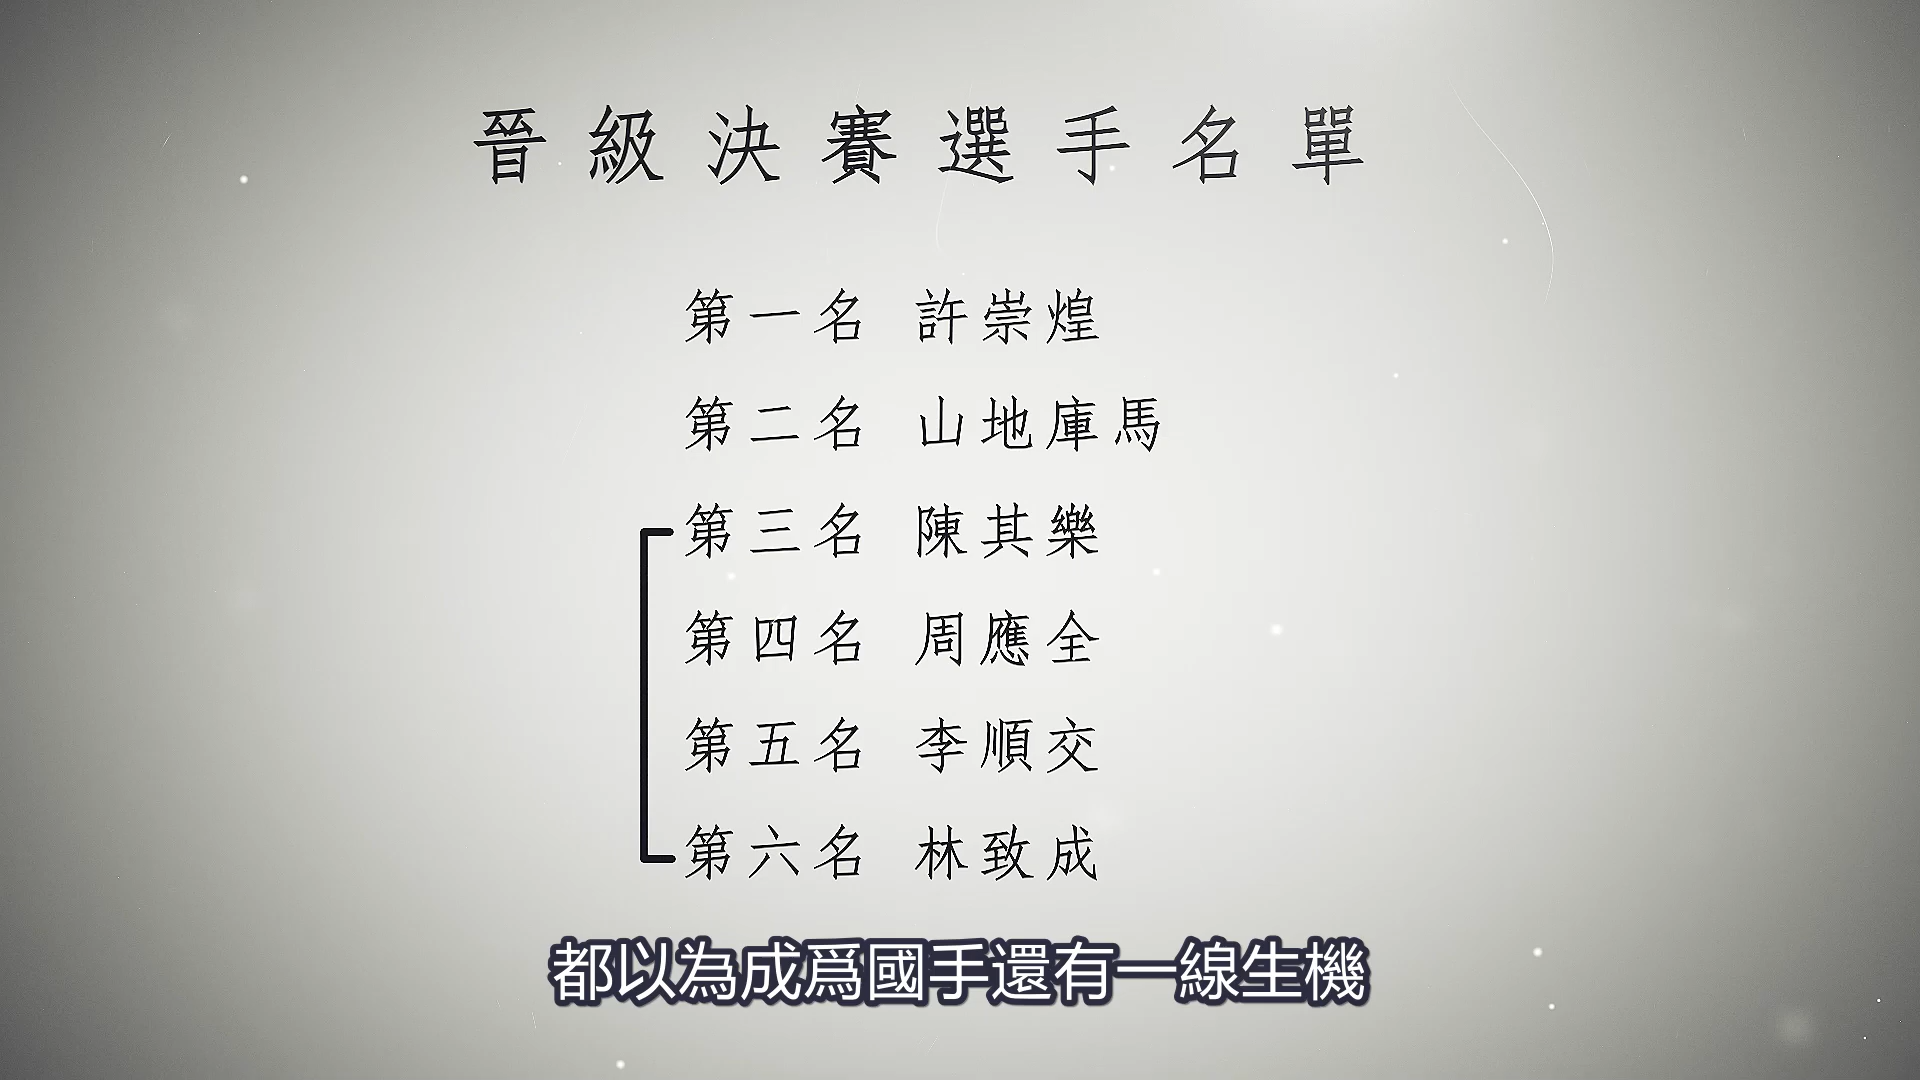 晉級決賽選手名單
第一名 許崇煌
第二名 山地庫馬
第三名 陳其樂
第四名 周應全
第五名 李順交
第六名 林致成
都以為成爲國手還有一線生機